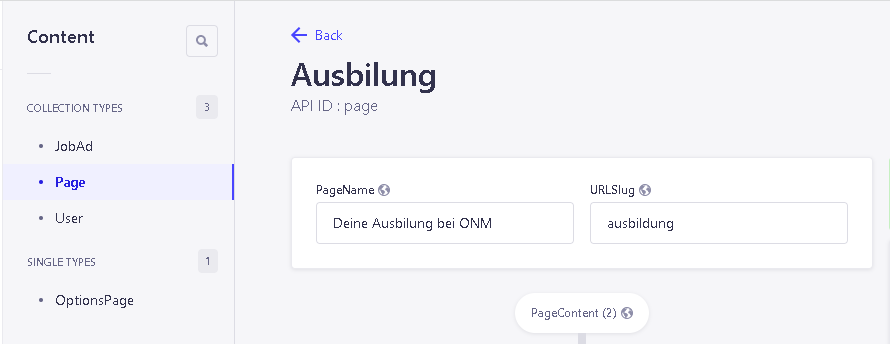 Content
COLLECTION TYPES 3
JobAd
Page
User
SINGLE TYPES 1
OptionsPage
Back
Ausbilung
API ID : page
PageName URLSlug
Deine Ausbilung bei ONM ausbildung
PageContent (2)